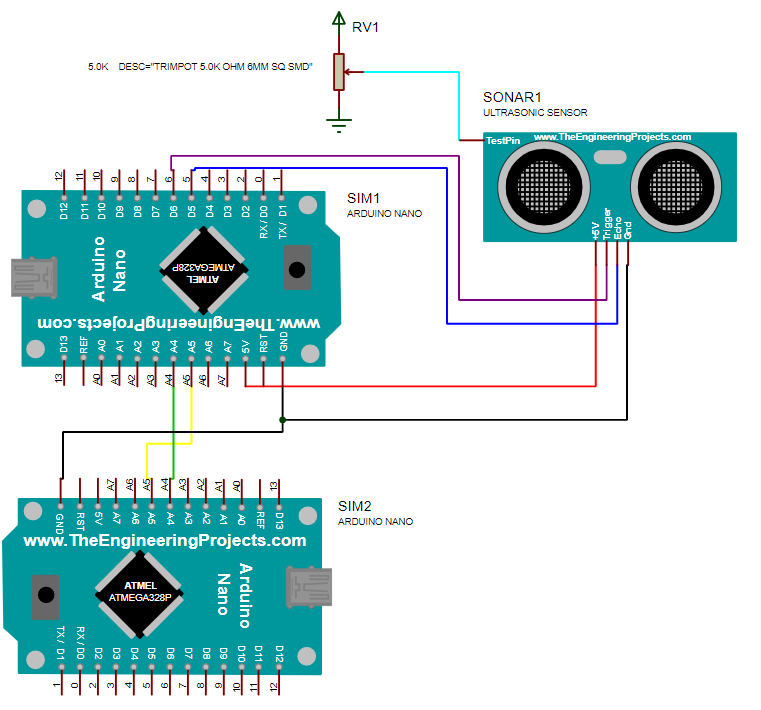 RV1
5.0K DESC="TRIMPOT 5.0K OHM 6MM SQ SMD"
SONAR1
ULTRASONIC SENSOR
TestPin
www.TheEngineeringProjects.com
+5V
Trigger
Echo
Gnd
12 11 10 9 8 7 6 5 4 3 2 0 1
D12 D11 D10 D9 D8 D7 D6 D5 D4 D3 D2 RX / D0 TX / D1
SIM1
ARDUINO NANO
Arduino
Nano
ATMEL
ATMEGA328P
www.TheEngineeringProjects.com
D13 REF A0 A1 A2 A3 A4 A5 A6 A7 5V RST GND
13 A0 A1 A2 A3 A4 A5 A6 A7
A7 A6 A5 A4 A3 A2 A1 A0 13
GND RST 5V A7 A6 A5 A4 A3 A2 A1 A0 REF D13
SIM2
ARDUINO NANO
www.TheEngineeringProjects.com
ATMEL
ATMEGA328P
Arduino
Nano
TX / D1 RX / D0 D2 D3 D4 D5 D6 D7 D8 D9 D10 D11 D12
1 0 2 3 4 5 6 7 8 9 10 11 12